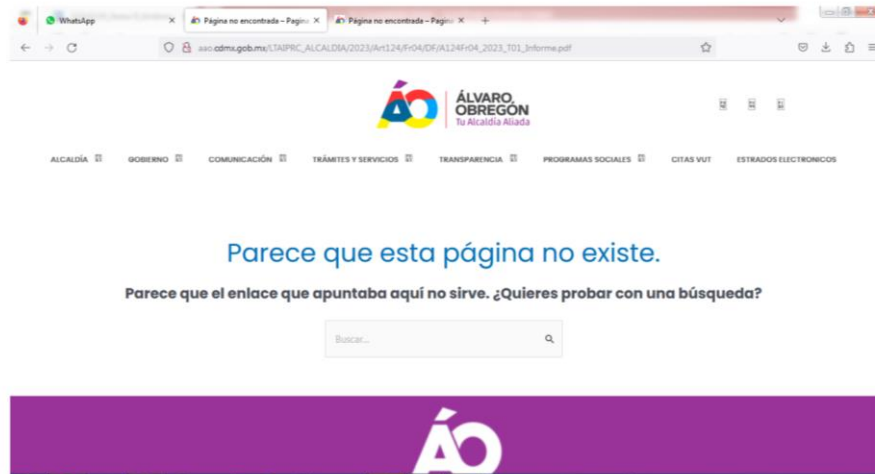 WhatsApp
Página no encontrada – Pagina
Página no encontrada – Pagina
aao.cdmx.gob.mx/LTAIPRC_ALCALDIA/2023/Art124/Fr04/DF/A124Fr04_2023_T01_Informe.pdf
ÁO
ÁLVARO
OBREGÓN
Tu Alcaldía Aliada
ALCALDÍA
GOBIERNO
COMUNICACIÓN
TRÁMITES Y SERVICIOS
TRANSPARENCIA
PROGRAMAS SOCIALES
CITAS VUT
ESTRADOS ELECTRONICOS
Parece que esta página no existe.
Parece que el enlace que apuntaba aquí no sirve. ¿Quieres probar con una búsqueda?
Buscar...
ÁO